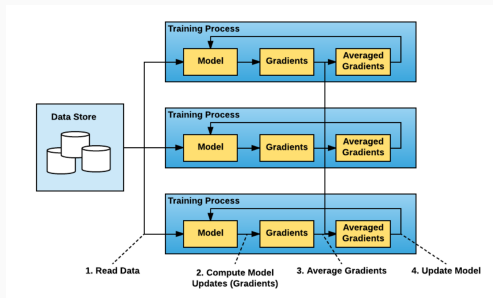 Training Process
Model
Gradients
Averaged
Gradients
Data Store
Training Process
Model
Gradients
Averaged
Gradients
Training Process
Model
Gradients
Averaged
Gradients
1. Read Data
2. Compute Model
Updates (Gradients)
3. Average Gradients
4. Update Model